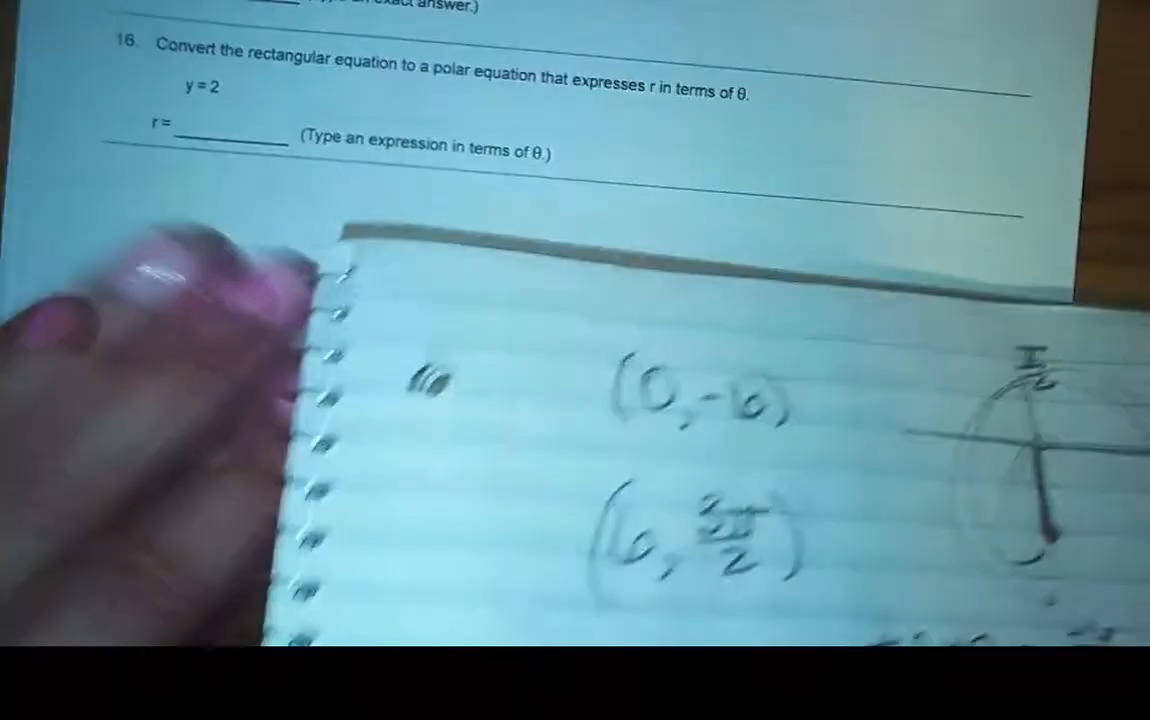 answer.)
16. Convert the rectangular equation to a polar equation that expresses r in terms of θ.
y = 2
r = ________ (Type an expression in terms of θ.)
(0, -6)
π/2
(6, 3π/2)